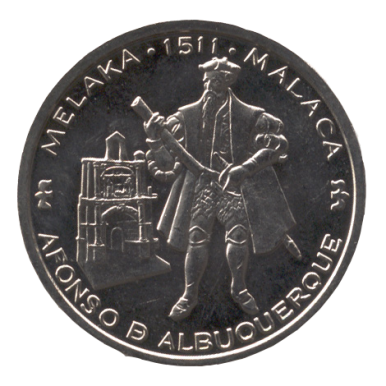 MELAKA · 1511 · MALACA
AFONSO D ALBUQUERQUE